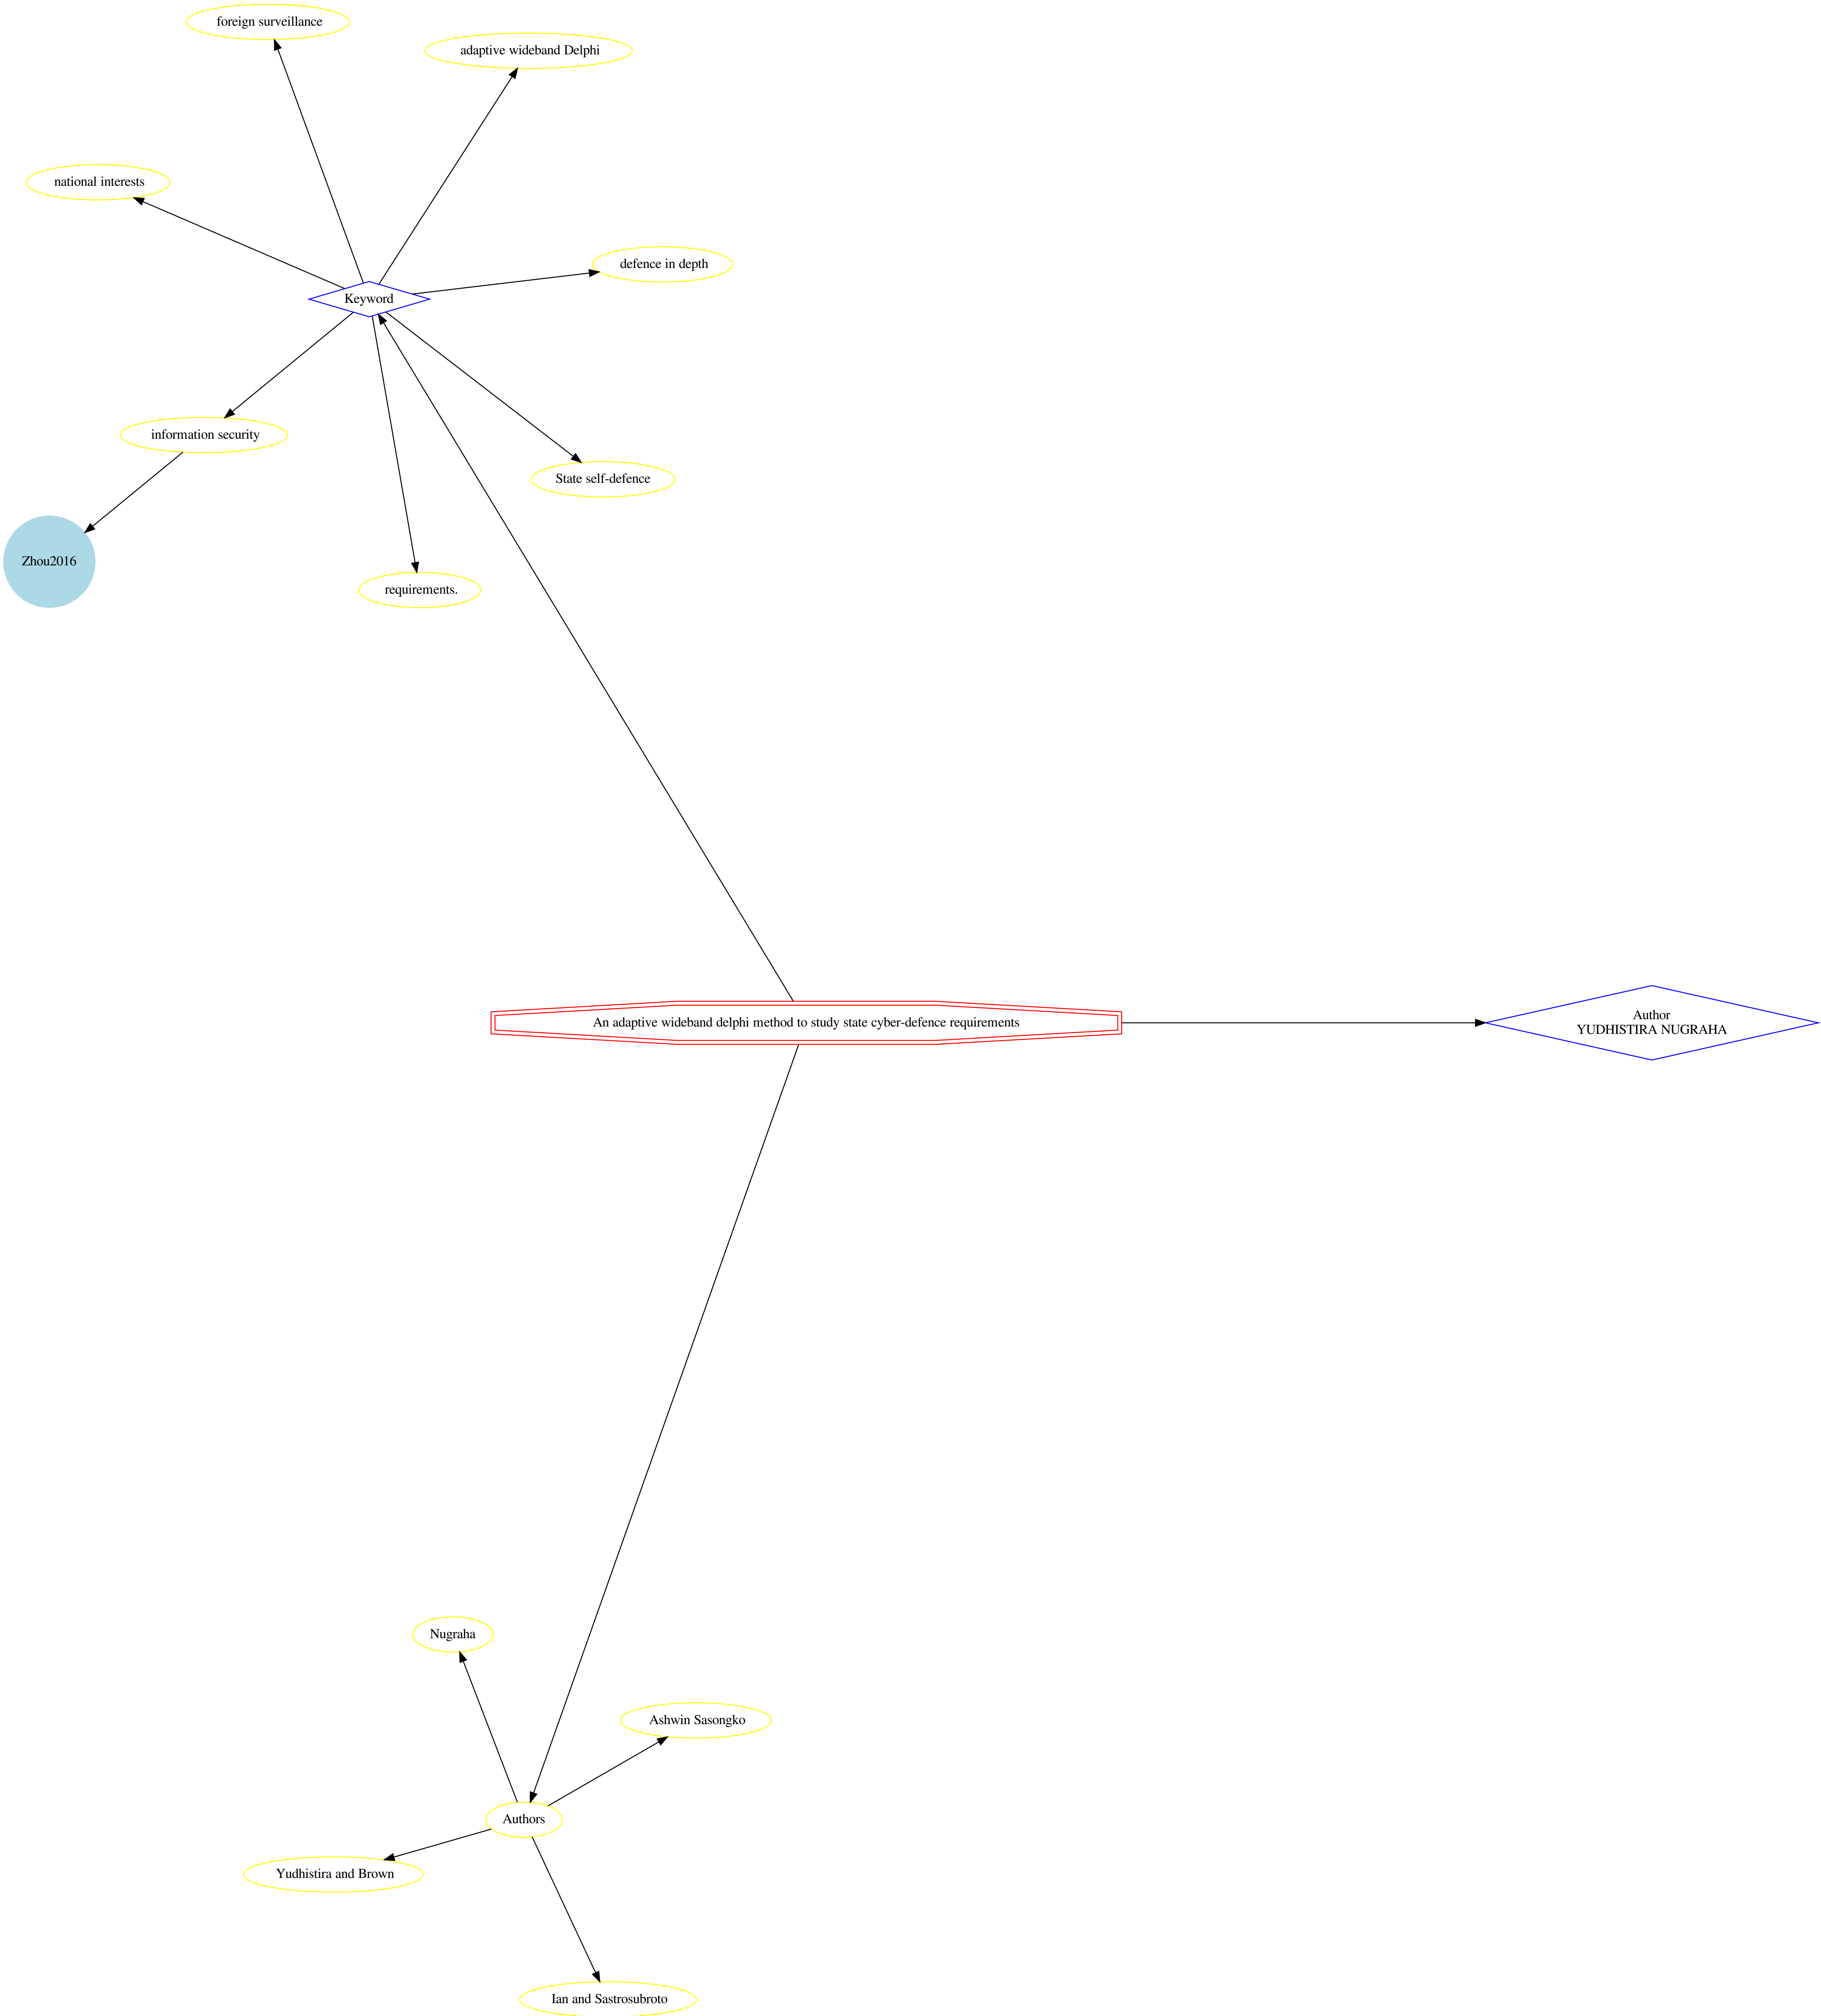 foreign surveillance
adaptive wideband Delphi
national interests
defence in depth
Keyword
information security
State self-defence
Zhou2016
requirements.
An adaptive wideband delphi method to study state cyber-defence requirements
Author
YUDHISTIRA NUGRAHA
Nugraha
Ashwin Sasongko
Authors
Yudhistira and Brown
Ian and Sastrosubroto